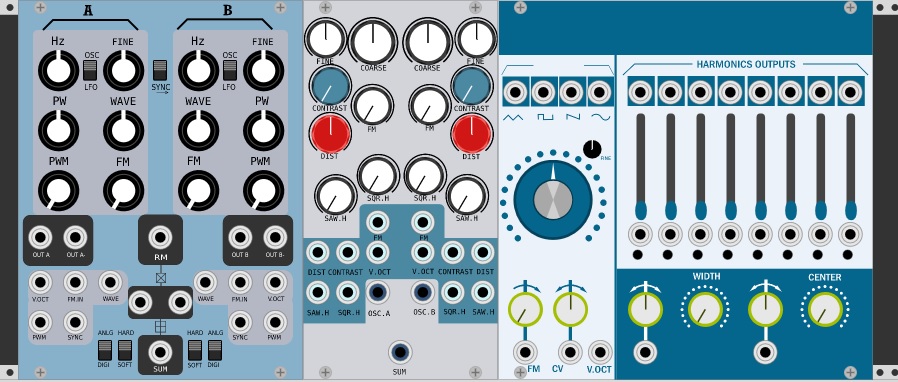 A B
Hz FINE Hz FINE
OSC OSC
LFO SYNC LFO
PW WAVE WAVE PW
PWM FM FM PWM
OUT A OUT A- RM OUT B OUT B-
V.OCT FM.IN WAVE WAVE FM.IN V.OCT
PWM SYNC SYNC PWM
ANLG HARD HARD ANLG
DIGI SOFT SOFT DIGI
SUM
FINE COARSE COARSE FINE
CONTRAST FM FM CONTRAST
DIST DIST
SAW.H SQR.H SQR.H SAW.H
FM FM
DIST CONTRAST V.OCT V.OCT CONTRAST DIST
SAW.H SQR.H OSC.A OSC.B SQR.H SAW.H
SUM
FINE
FM CV V.OCT
HARMONICS OUTPUTS
WIDTH CENTER